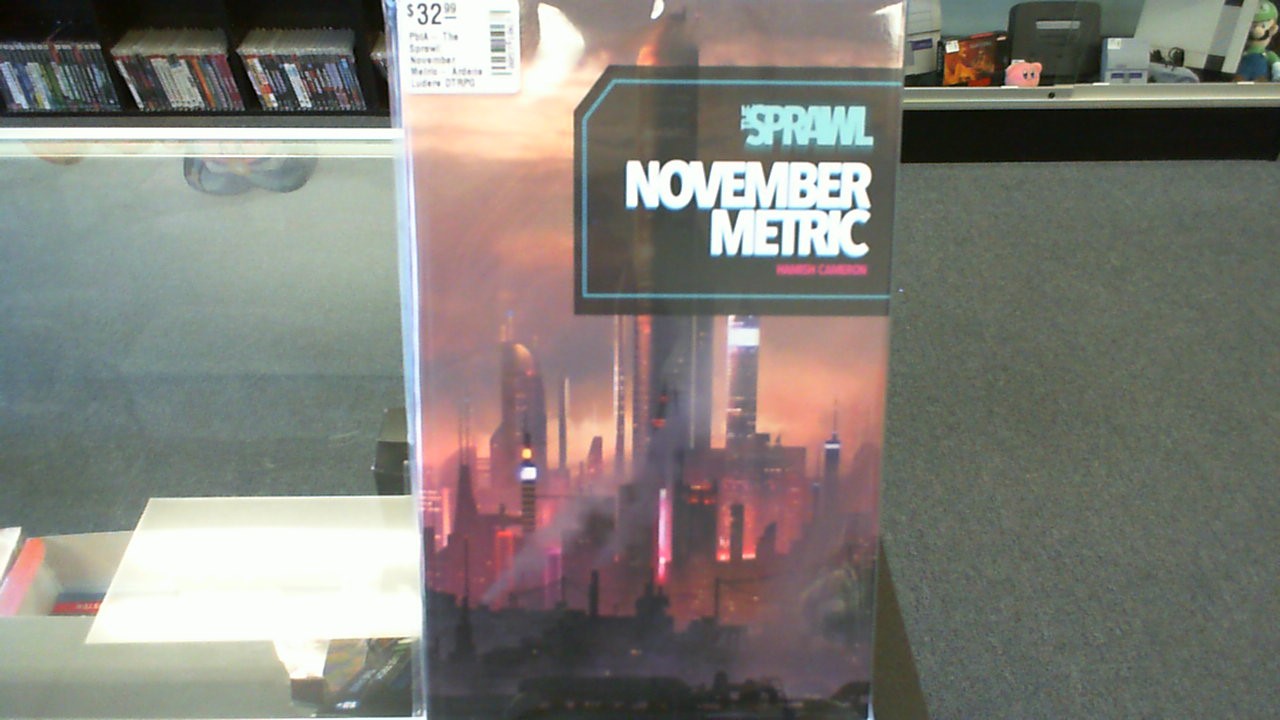 $32.99
PbtA - The
Sprawl
November
Metric - Ardens
Ludere OTRPG
THE SPRAWL
NOVEMBER
METRIC
HAMISH CAMERON